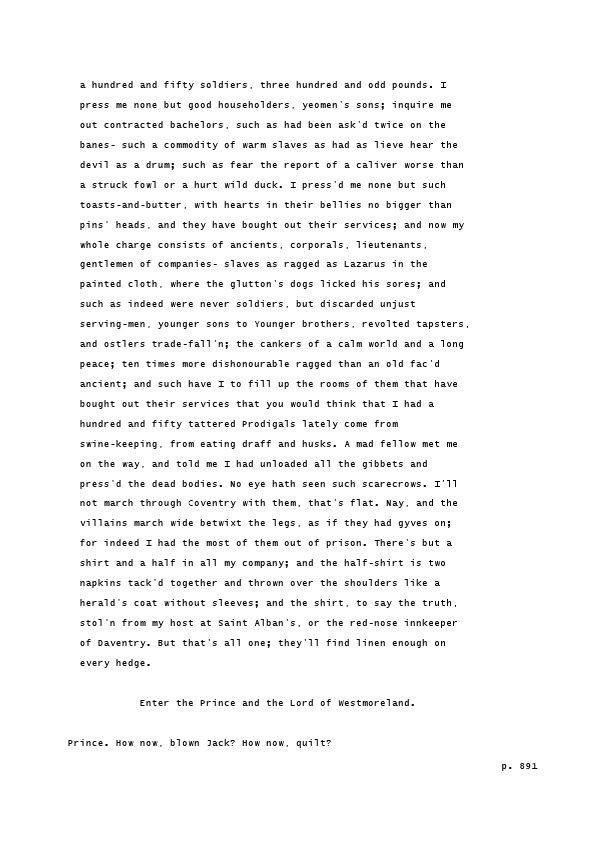 a hundred and fifty soldiers, three hundred and odd pounds. I
press me none but good householders, yeomen's sons; inquire me
out contracted bachelors, such as had been ask'd twice on the
banes- such a commodity of warm slaves as had as lieve hear the
devil as a drum; such as fear the report of a caliver worse than
a struck fowl or a hurt wild duck. I press'd me none but such
toasts-and-butter, with hearts in their bellies no bigger than
pins' heads, and they have bought out their services; and now my
whole charge consists of ancients, corporals, lieutenants,
gentlemen of companies- slaves as ragged as Lazarus in the
painted cloth, where the glutton's dogs licked his sores; and
such as indeed were never soldiers, but discarded unjust
serving-men, younger sons to Younger brothers, revolted tapsters,
and ostlers trade-fall'n; the cankers of a calm world and a long
peace; ten times more dishonourable ragged than an old fac'd
ancient; and such have I to fill up the rooms of them that have
bought out their services that you would think that I had a
hundred and fifty tattered Prodigals lately come from
swine-keeping, from eating draff and husks. A mad fellow met me
on the way, and told me I had unloaded all the gibbets and
press'd the dead bodies. No eye hath seen such scarecrows. I'll
not march through Coventry with them, that's flat. Nay, and the
villains march wide betwixt the legs, as if they had gyves on;
for indeed I had the most of them out of prison. There's but a
shirt and a half in all my company; and the half-shirt is two
napkins tack'd together and thrown over the shoulders like a
herald's coat without sleeves; and the shirt, to say the truth,
stol'n from my host at Saint Alban's, or the red-nose innkeeper
of Daventry. But that's all one; they'll find linen enough on
every hedge.
Enter the Prince and the Lord of Westmoreland.
Prince. How now, blown Jack? How now, quilt?
p. 891